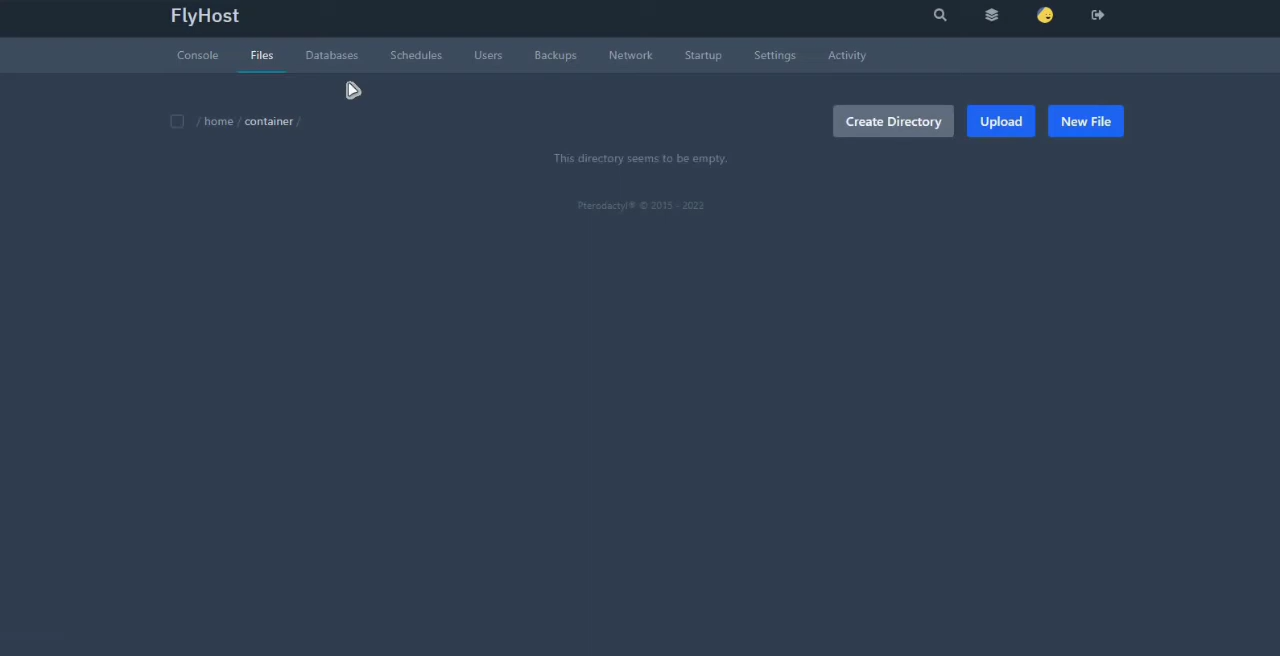 FlyHost
Console Files Databases Schedules Users Backups Network Startup Settings Activity
/ home / container / Create Directory Upload New File
This directory seems to be empty.
Pterodactyl® © 2015 - 2022